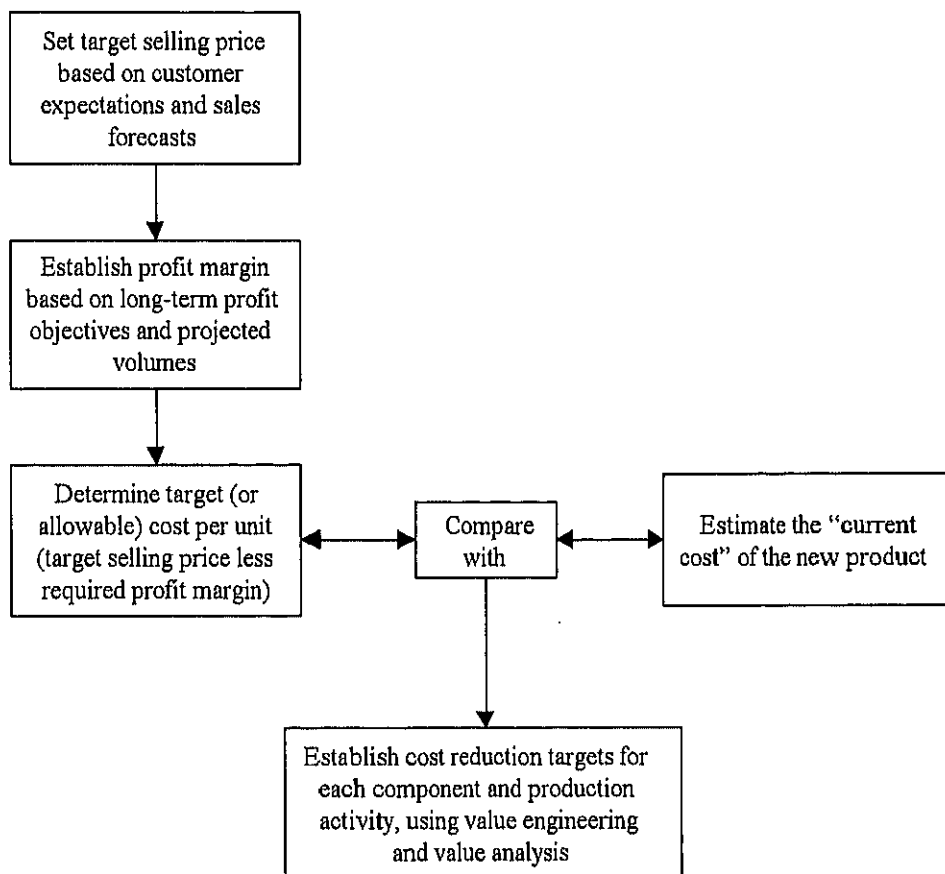 Set target selling price
based on customer
expectations and sales
forecasts
Establish profit margin
based on long-term profit
objectives and projected
volumes
Determine target (or
allowable) cost per unit
(target selling price less
required profit margin)
Compare
with
Estimate the “current
cost” of the new product
Establish cost reduction targets for
each component and production
activity, using value engineering
and value analysis